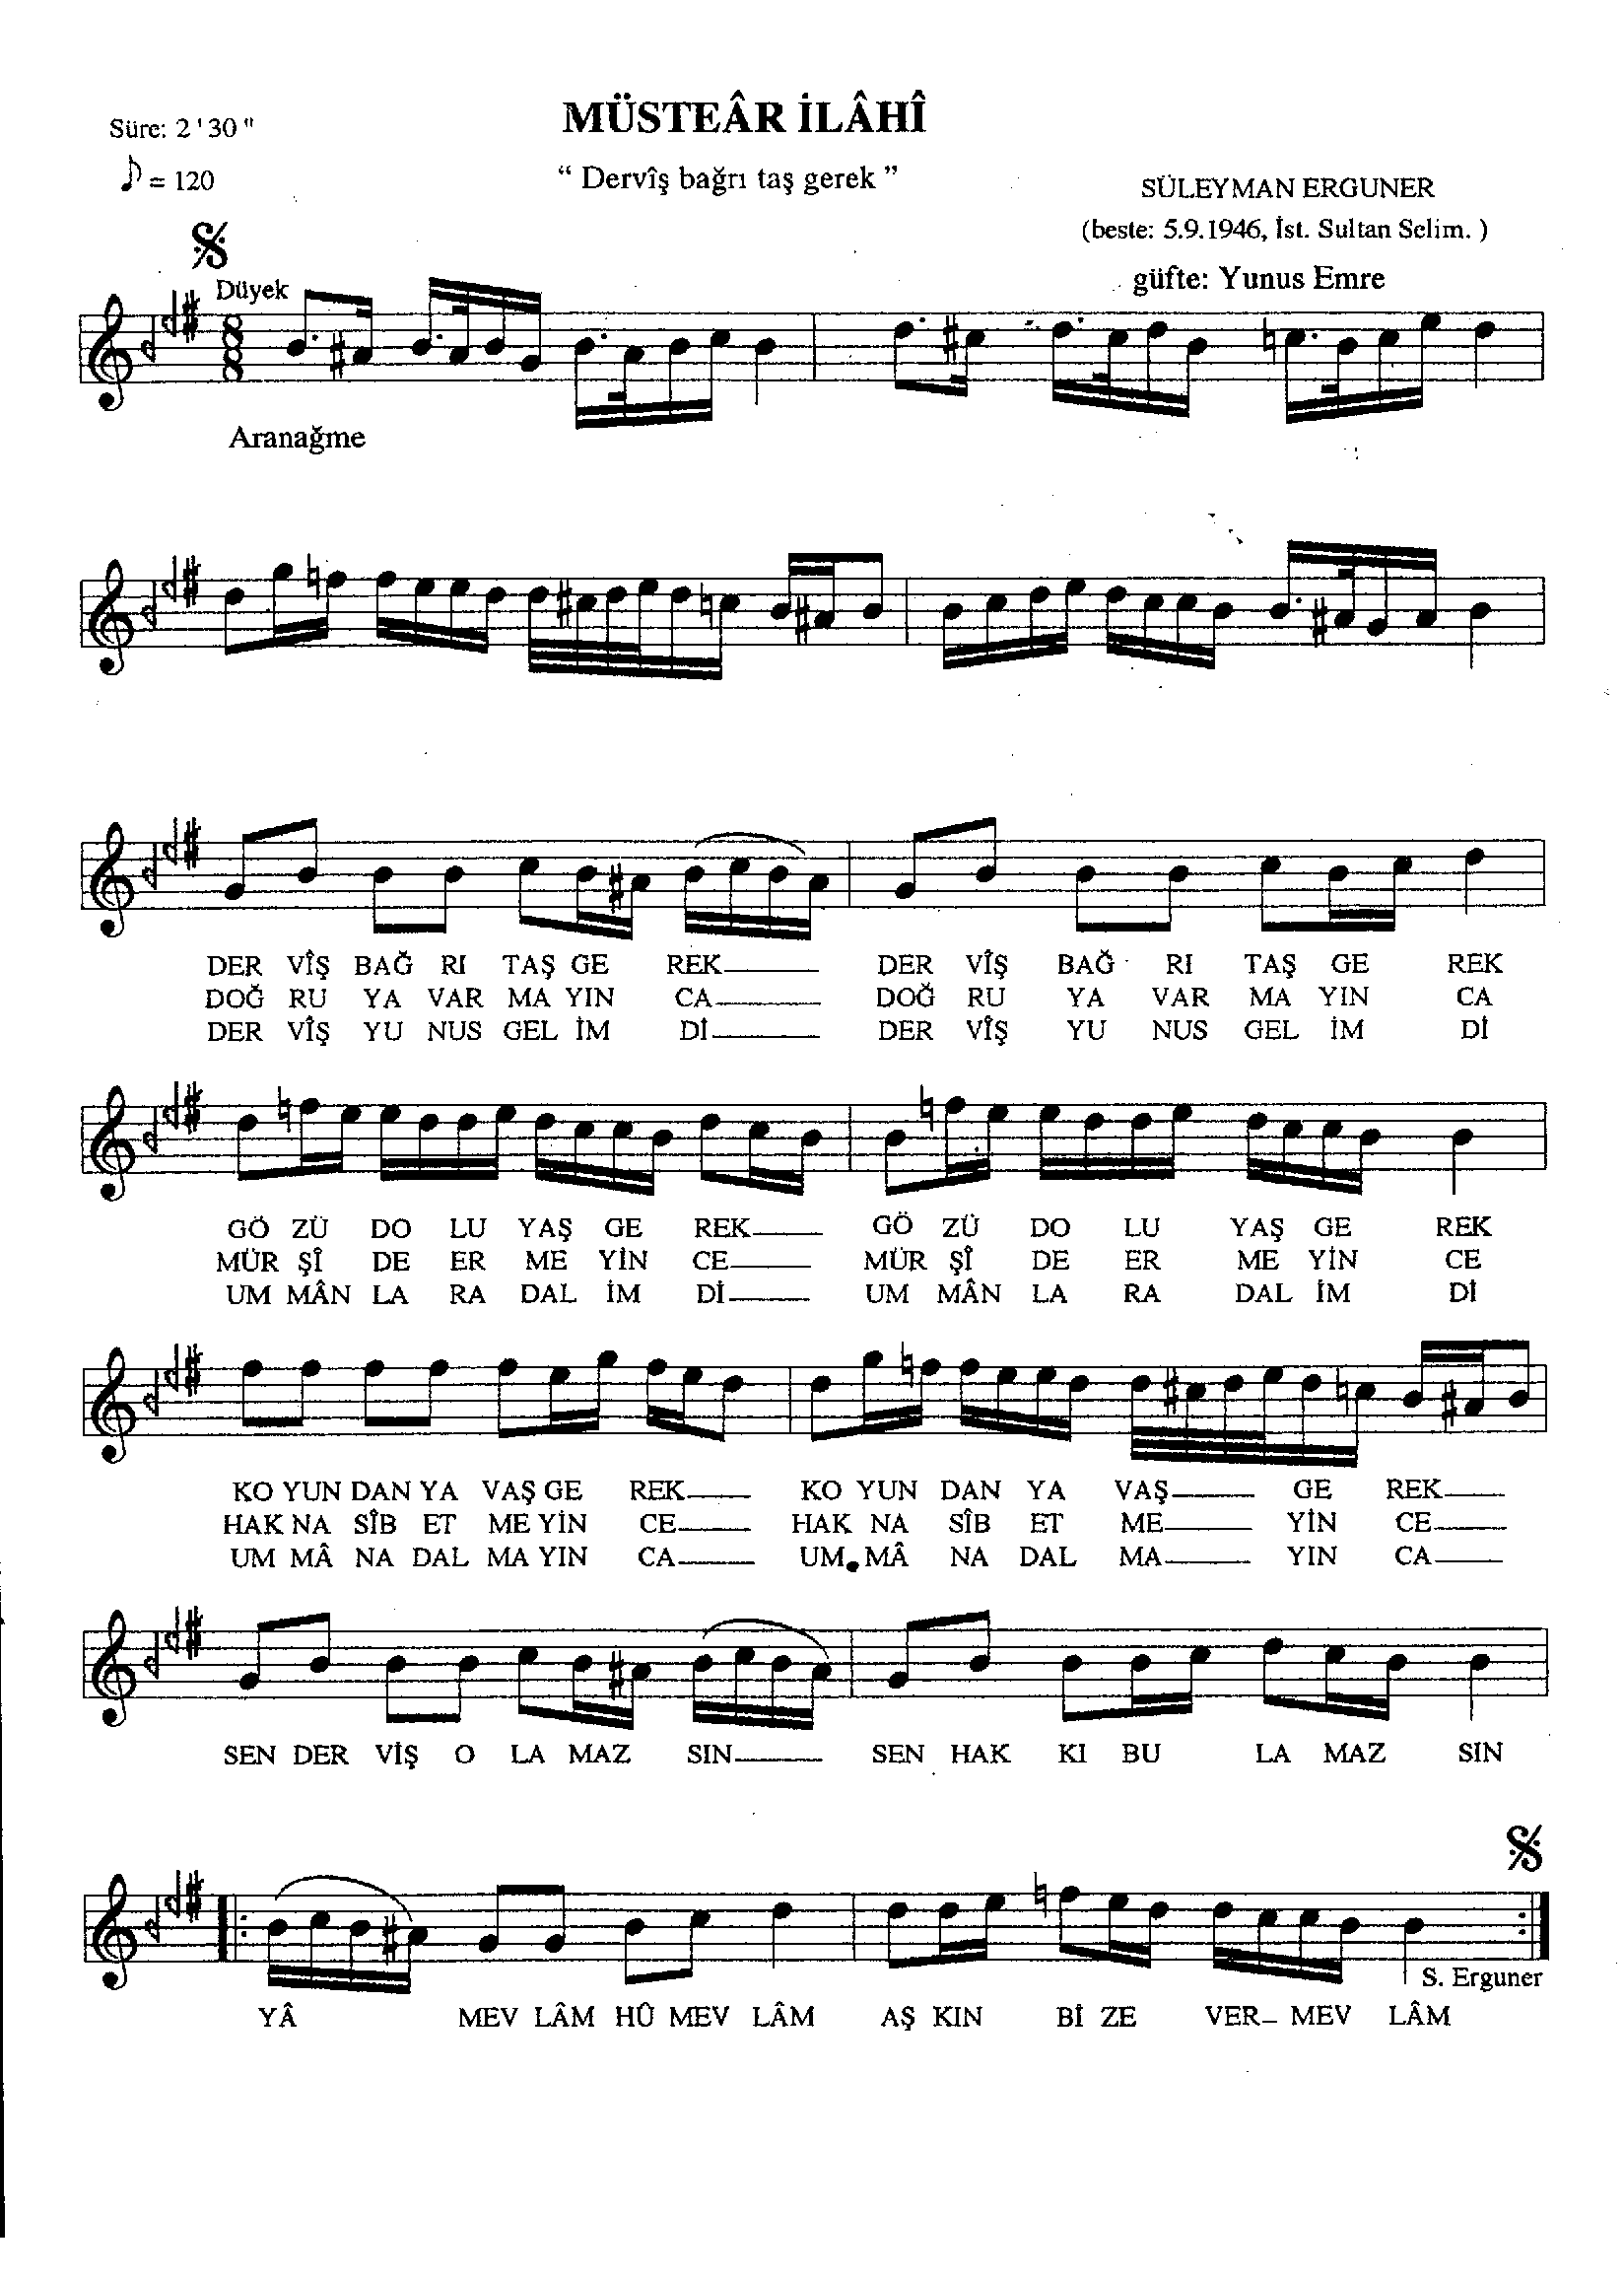 MÜSTEÂR İLÂHÎ
Süre: 2 ' 30 "
♪ = 120
“ Dervîş bağrı taş gerek ”
SÜLEYMAN ERGUNER
(beste: 5.9.1946, İst. Sultan Selim. )
güfte: Yunus Emre
Düyek
8
8
Aranağme
DER VÎŞ BAĞ RI TAŞ GE REK DER VÎŞ BAĞ RI TAŞ GE REK
DOĞ RU YA VAR MA YIN CA DOĞ RU YA VAR MA YIN CA
DER VÎŞ YU NUS GEL İM Dİ DER VÎŞ YU NUS GEL İM Dİ
GÖ ZÜ DO LU YAŞ GE REK GÖ ZÜ DO LU YAŞ GE REK
MÜR ŞÎ DE ER ME YİN CE MÜR ŞÎ DE ER ME YİN CE
UM MÂN LA RA DAL İM Dİ UM MÂN LA RA DAL İM Dİ
KO YUN DAN YA VAŞ GE REK KO YUN DAN YA VAŞ GE REK
HAK NA SÎB ET ME YİN CE HAK NA SÎB ET ME YİN CE
UM MÂ NA DAL MA YIN CA UM MÂ NA DAL MA YIN CA
SEN DER VİŞ O LA MAZ SIN SEN HAK KI BU LA MAZ SIN
S. Erguner
YÂ MEV LÂM HÛ MEV LÂM AŞ KIN Bİ ZE VER MEV LÂM